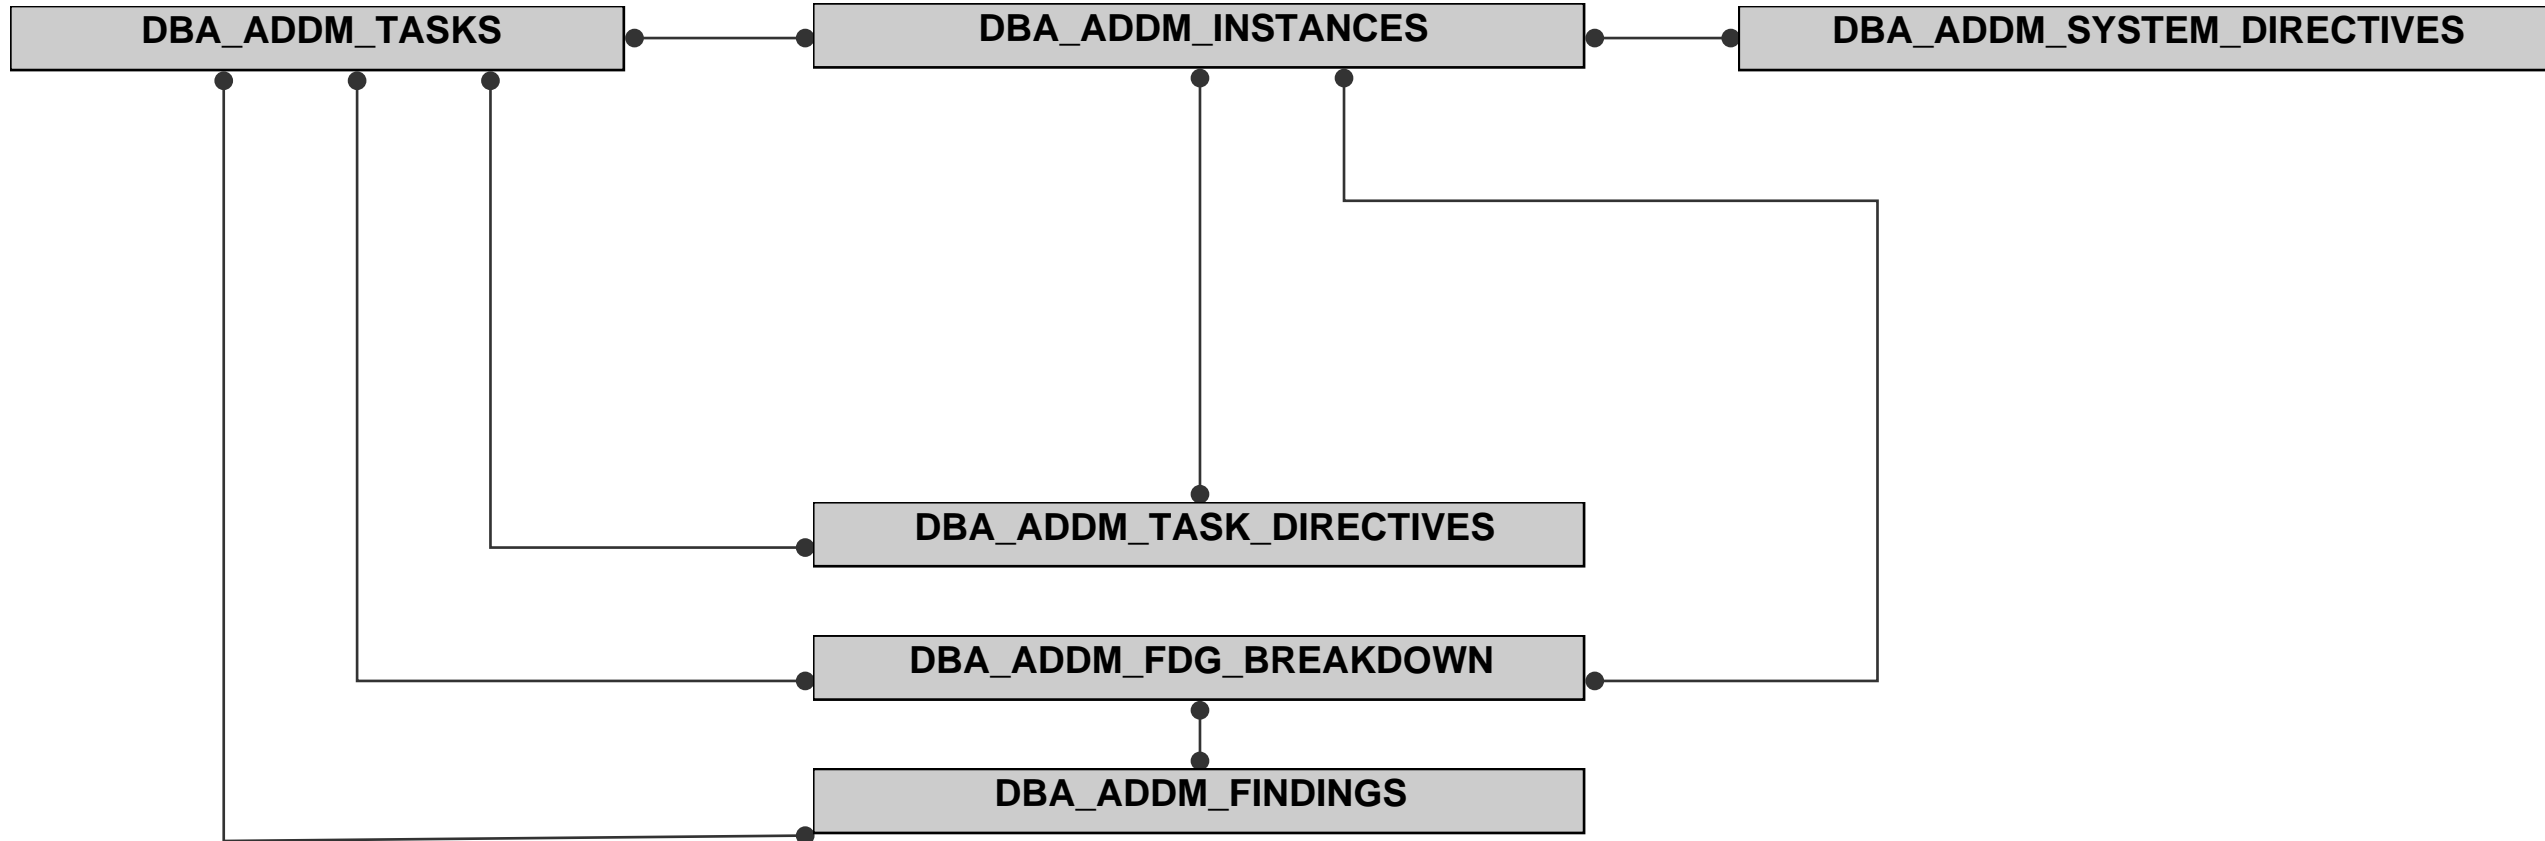 DBA_ADDM_TASKS
DBA_ADDM_INSTANCES
DBA_ADDM_SYSTEM_DIRECTIVES
DBA_ADDM_TASK_DIRECTIVES
DBA_ADDM_FDG_BREAKDOWN
DBA_ADDM_FINDINGS